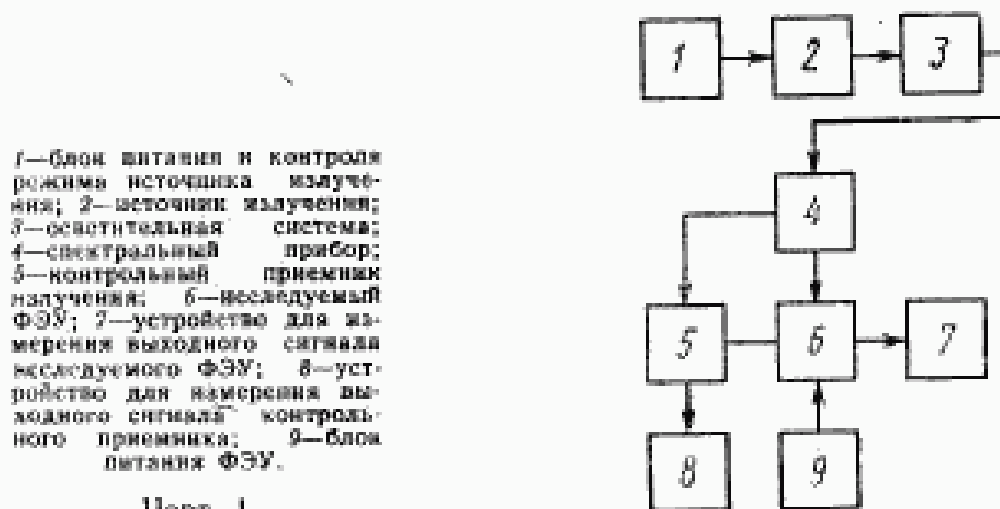 1—блок питания и контроля
режима источника излуче-
ния; 2—источник излучения;
3—осветительная система;
4—спектральный прибор;
5—контрольный приемник
излучения; 6—исследуемый
ФЭУ; 7—устройство для из-
мерения выходного сигнала
исследуемого ФЭУ; 8—уст-
ройство для измерения вы-
ходного сигнала контроль-
ного приемника; 9—блок
питания ФЭУ.
Черт. 1
1 2 3
4
5 6 7
8 9